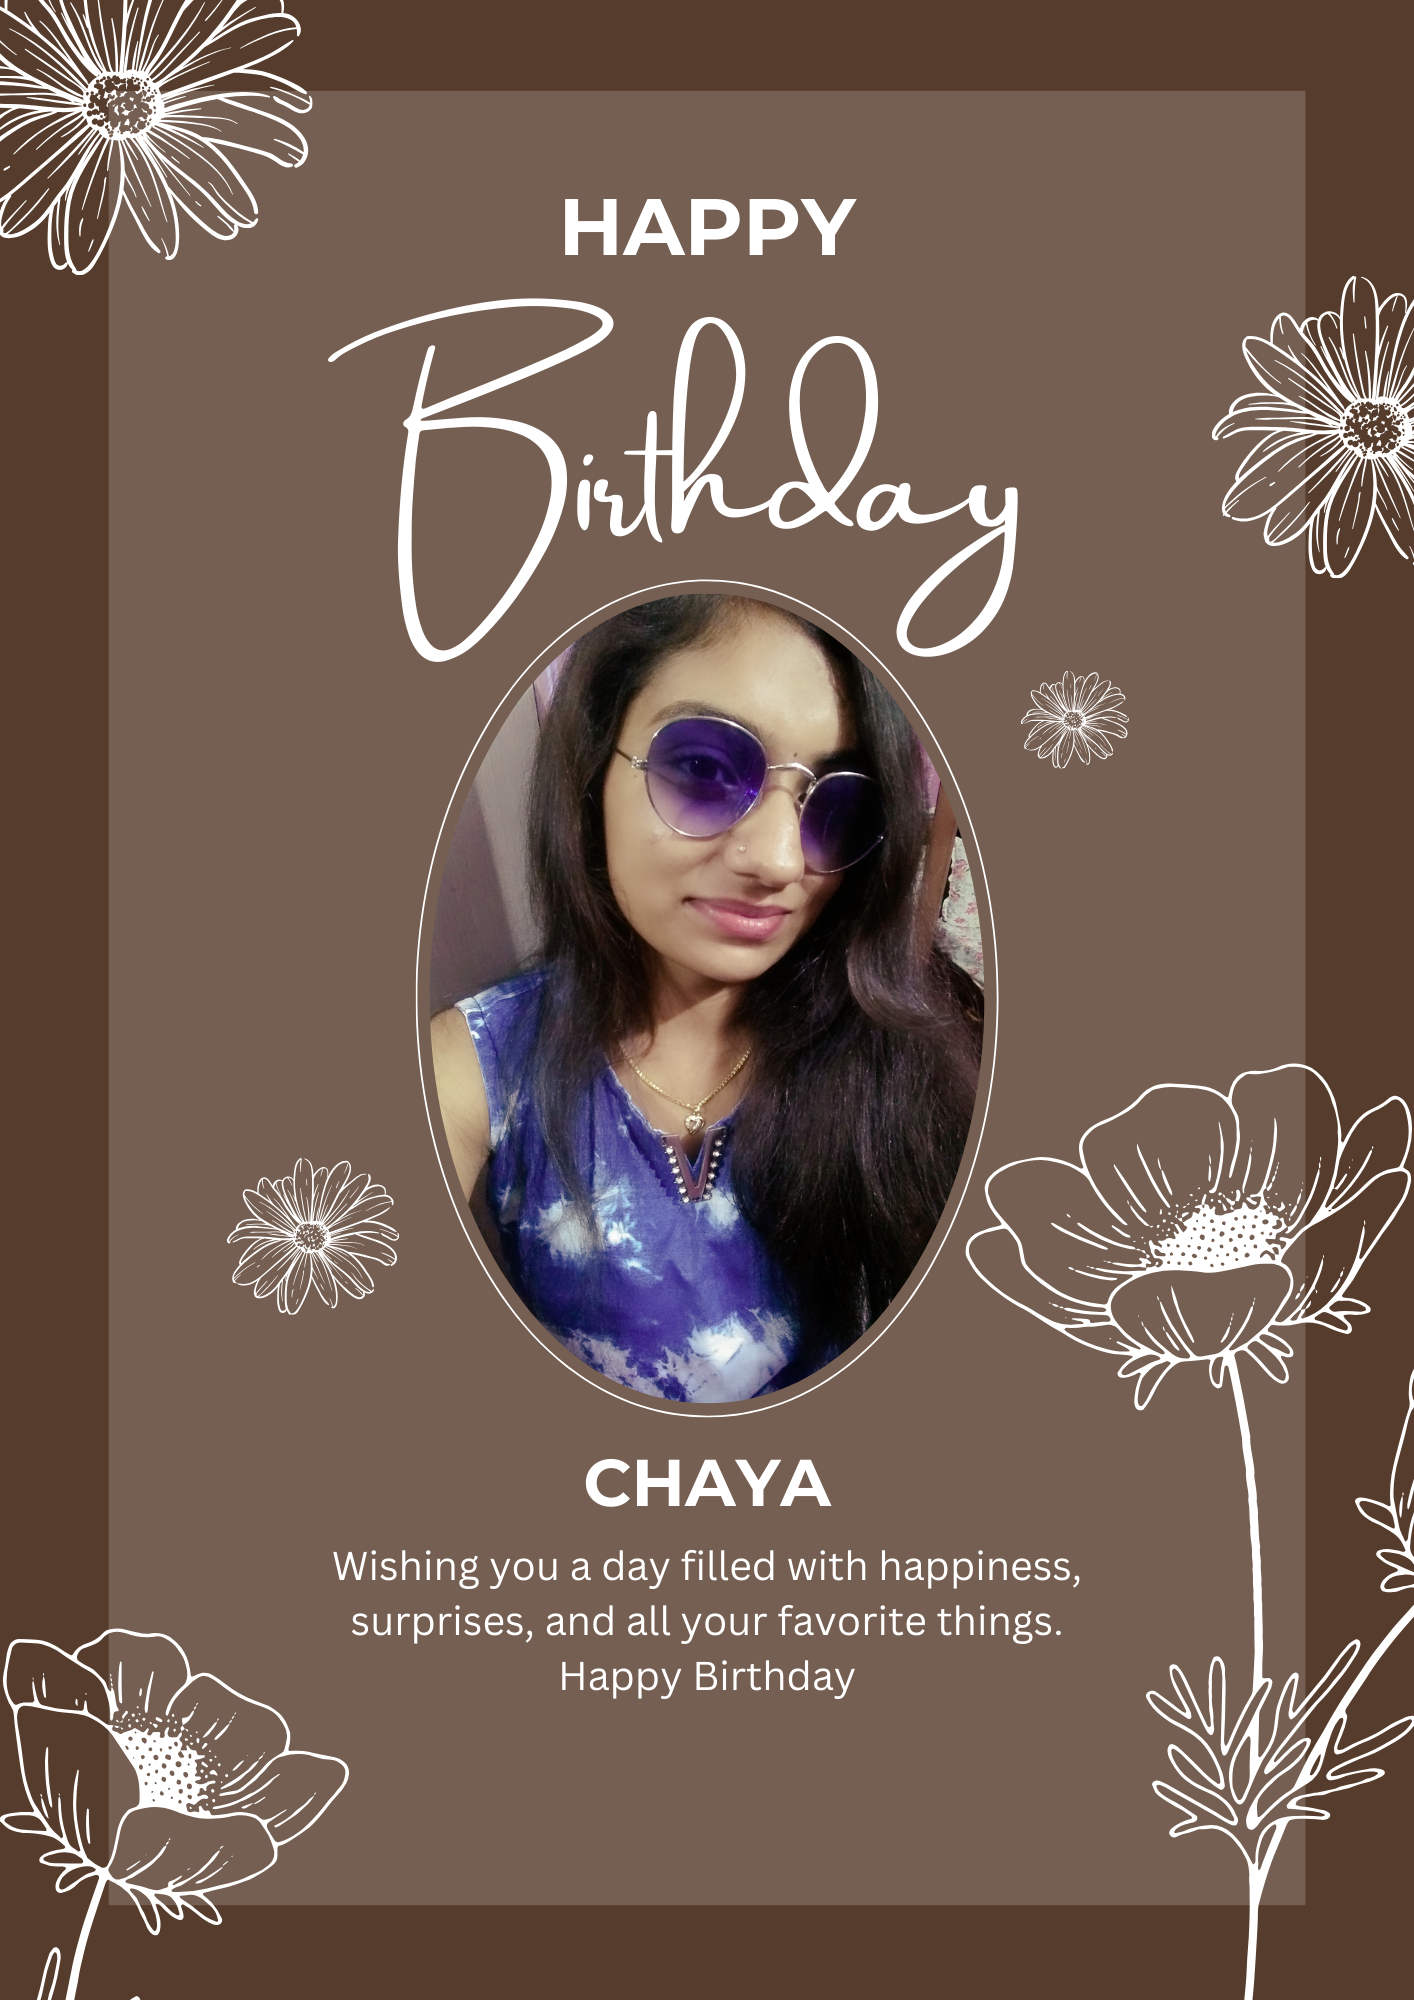 HAPPY
Birthday
V
CHAYA
Wishing you a day filled with happiness,
surprises, and all your favorite things.
Happy Birthday